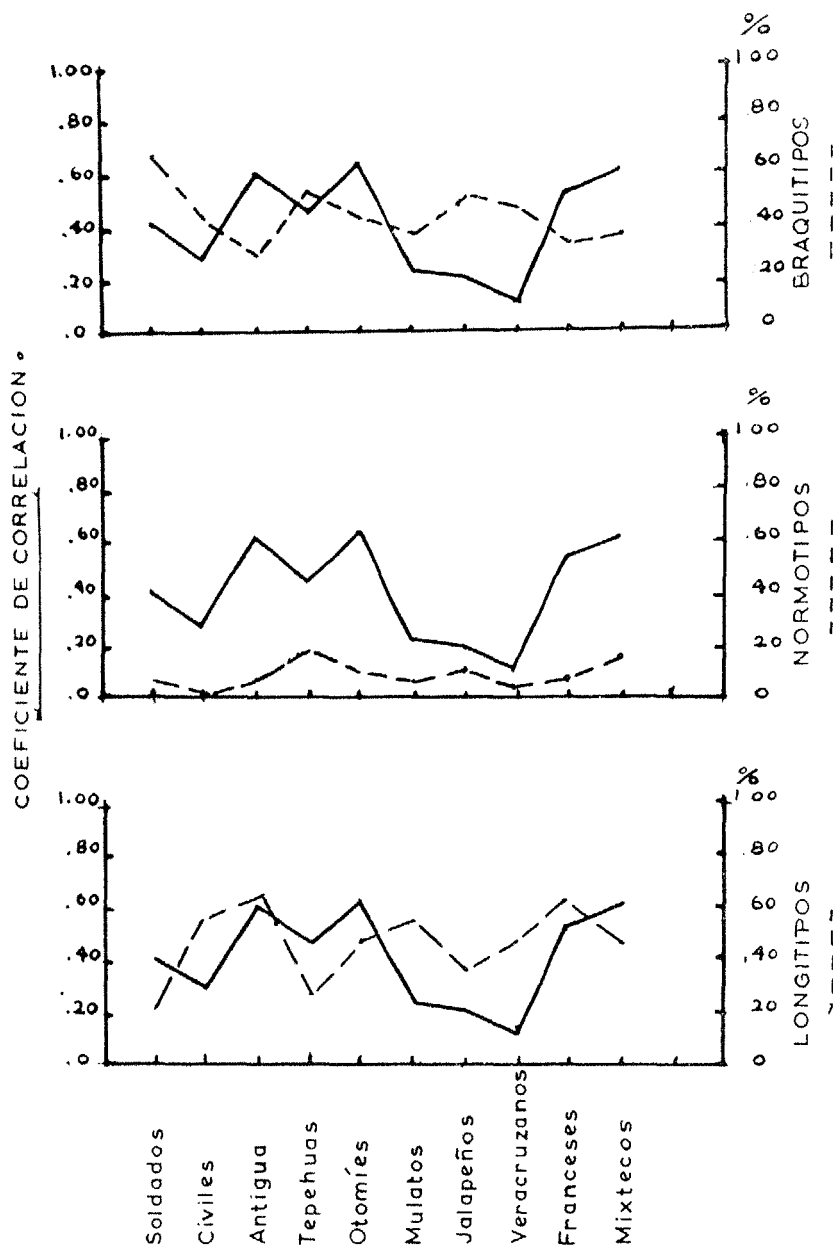 %
1.00
.80
.60
.40
.20
.0
100
80
60
40
20
0
BRAQUITIPOS
COEFICIENTE DE CORRELACION.
%
1.00
.80
.60
.40
.20
.0
100
80
.60
40
20
0
NORMOTIPOS
%
1.00
.80
.60
.40
.20
.0
100
.80
60
.40
20
0
LONGITIPOS
Soldados
Civiles
Antigua
Tepehuas
Otomíes
Mulatos
Jalapeños
Veracruzanos
Franceses
Mixtecos